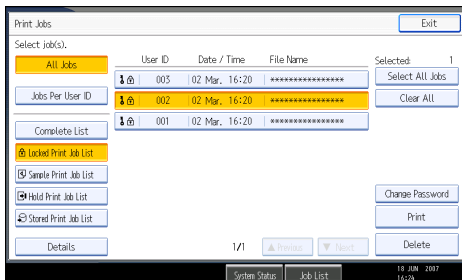 Print Jobs
Exit
Select job(s).
All Jobs
Jobs Per User ID
Complete List
Locked Print Job List
Sample Print Job List
Hold Print Job List
Stored Print Job List
Details
User ID Date / Time File Name
003 02 Mar. 16:20 ****************
002 02 Mar. 16:20 ****************
001 02 Mar. 16:20 ****************
1/1
▲ Previous ▼ Next
Selected: 1
Select All Jobs
Clear All
Change Password
Print
Delete
System Status Job List
18 JUN 2007
16:24